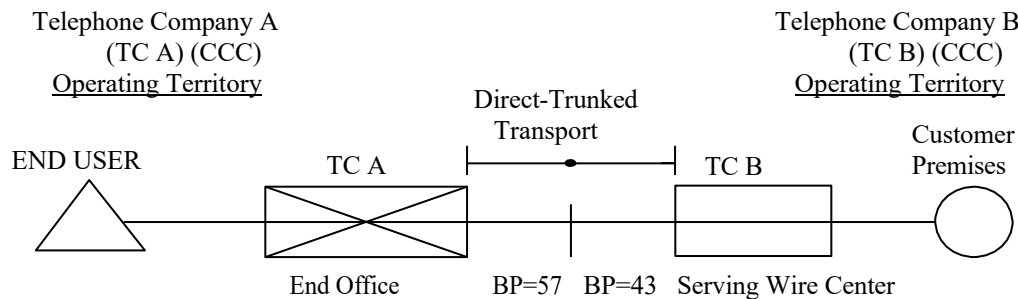 Telephone Company A
(TC A) (CCC)
Operating Territory
Telephone Company B
(TC B) (CCC)
Operating Territory
Direct-Trunked
Transport
Customer
Premises
END USER
TC A
TC B
End Office
BP=57
BP=43
Serving Wire Center